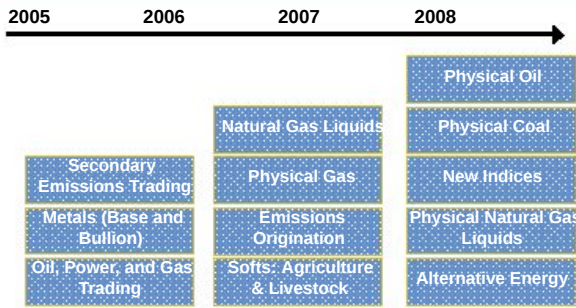 2005 2006 2007 2008
Secondary
Emissions Trading
Metals (Base and
Bullion)
Oil, Power, and Gas
Trading
Natural Gas Liquids
Physical Gas
Emissions
Origination
Softs: Agriculture
& Livestock
Physical Oil
Physical Coal
New Indices
Physical Natural Gas
Liquids
Alternative Energy